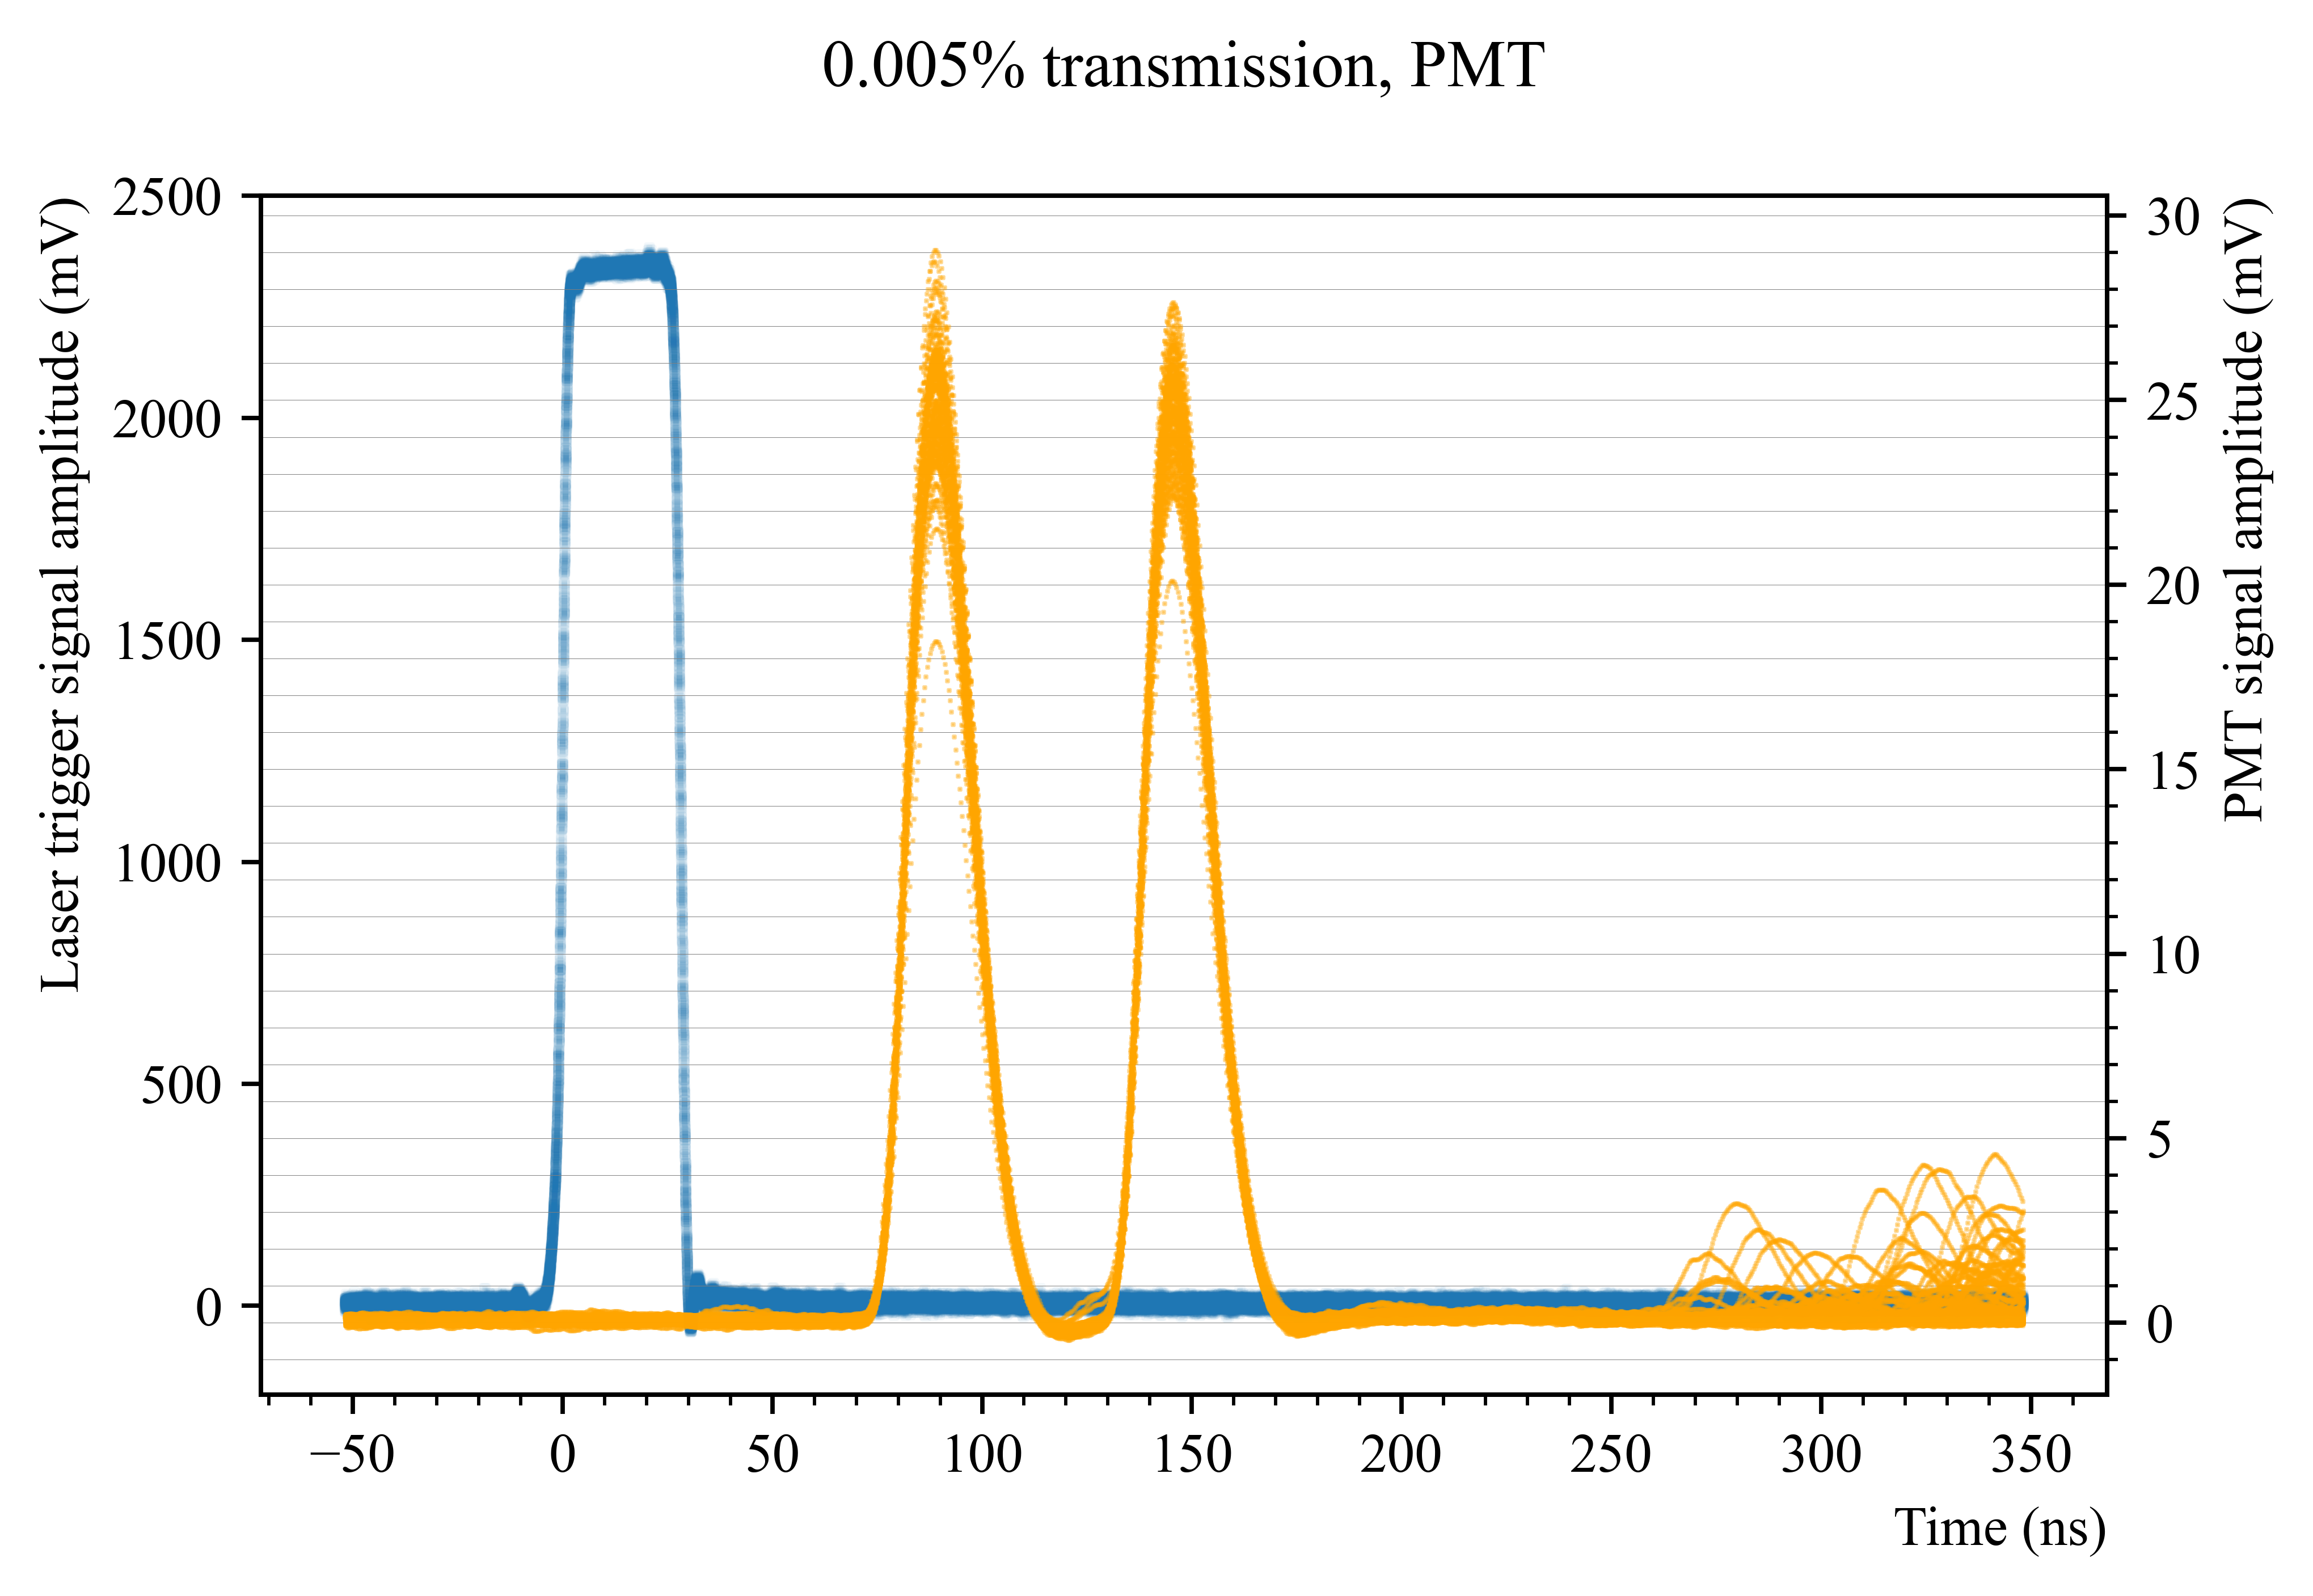 0.005% transmission, PMT
Laser trigger signal amplitude (mV)
2500
2000
1500
1000
500
0
30
25
20
15
10
5
0
PMT signal amplitude (mV)
−50 0 50 100 150 200 250 300 350
Time (ns)